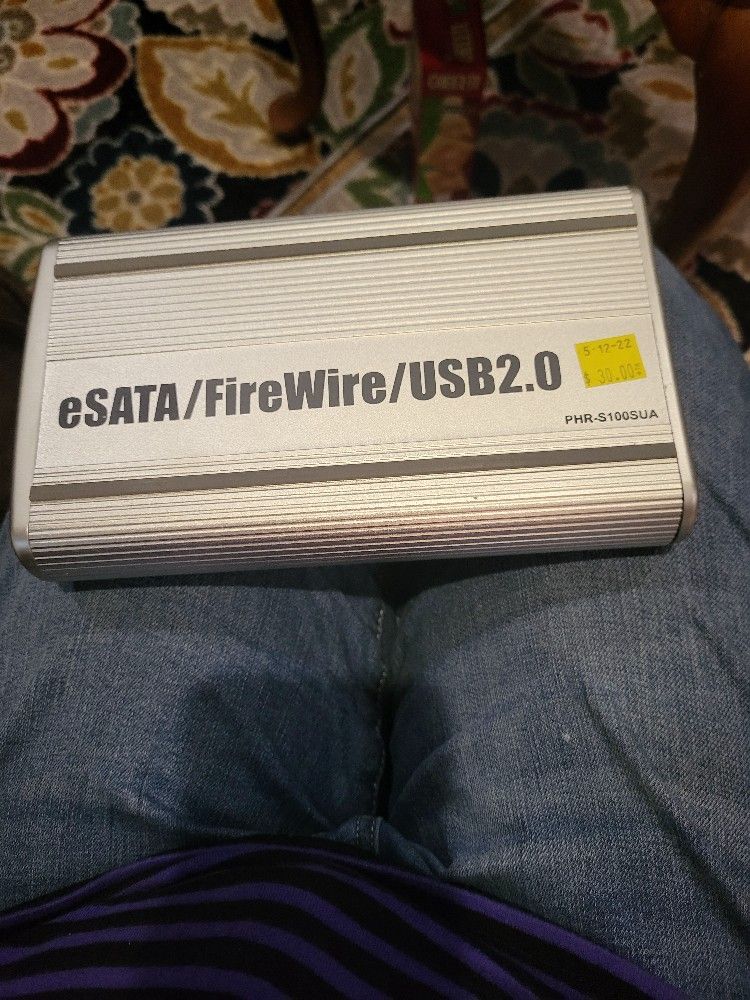 eSATA/FireWire/USB2.0
5-12-22
$ 30.00
PHR-S100SUA